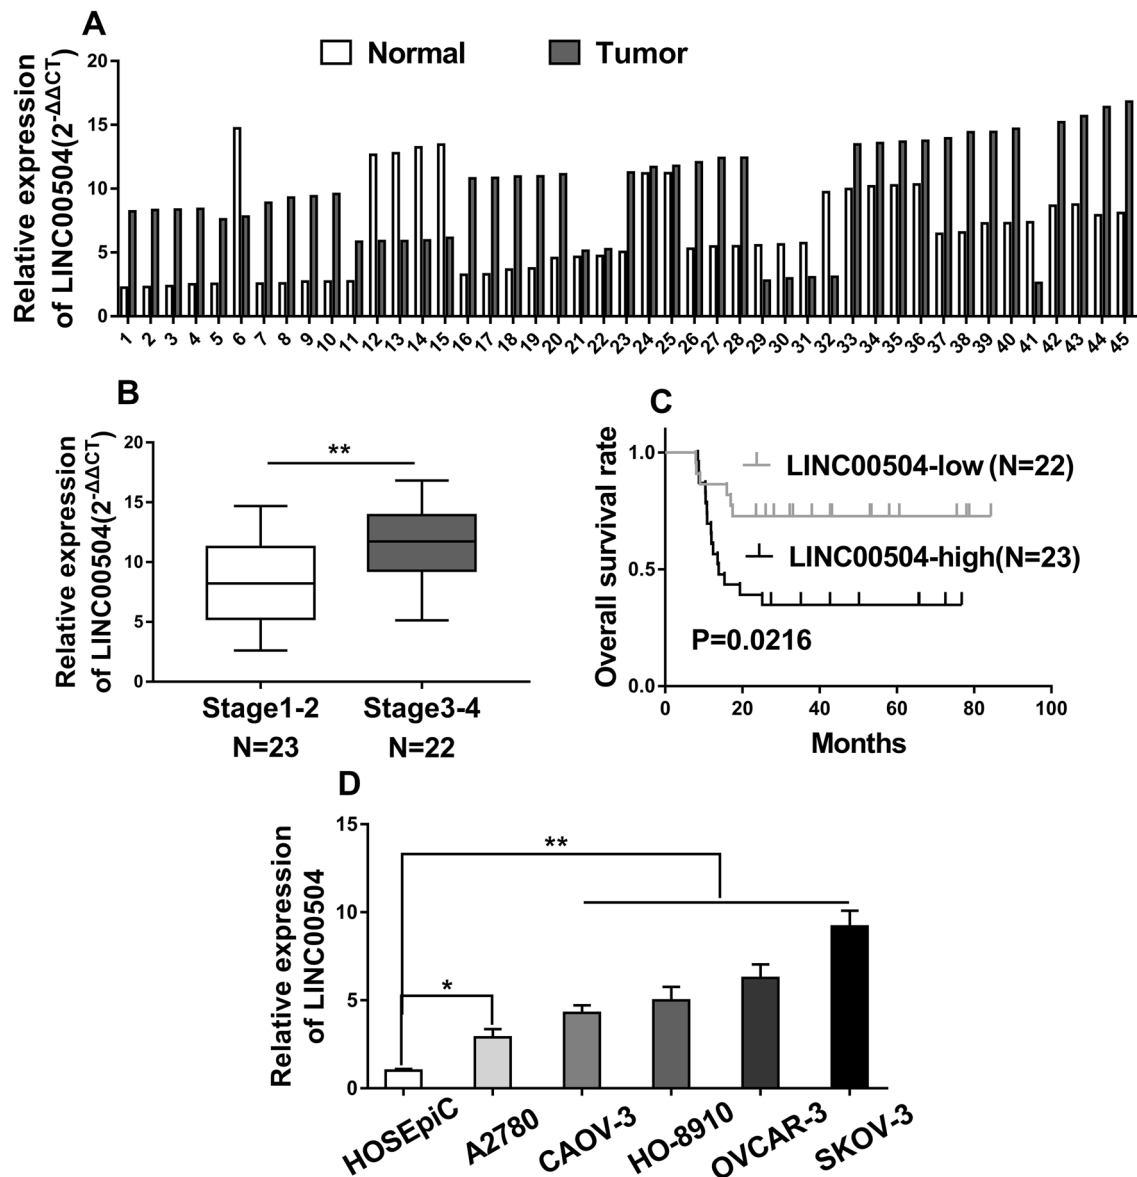 A
Normal
Tumor
Relative expression
of LINC00504(2-ΔΔCT)
20
15
10
5
0
1 2 3 4 5 6 7 8 9 10 11 12 13 14 15 16 17 18 19 20 21 22 23 24 25 26 27 28 29 30 31 32 33 34 35 36 37 38 39 40 41 42 43 44 45
B
Relative expression
of LINC00504(2-ΔΔCT)
20
15
10
5
0
**
Stage1-2
Stage3-4
N=23
N=22
C
Overall survival rate
1.0
0.5
0.0
LINC00504-low (N=22)
LINC00504-high(N=23)
P=0.0216
0 20 40 60 80 100
Months
D
Relative expression
of LINC00504
15
10
5
0
**
*
HOSEpiC
A2780
CAOV-3
HO-8910
OVCAR-3
SKOV-3